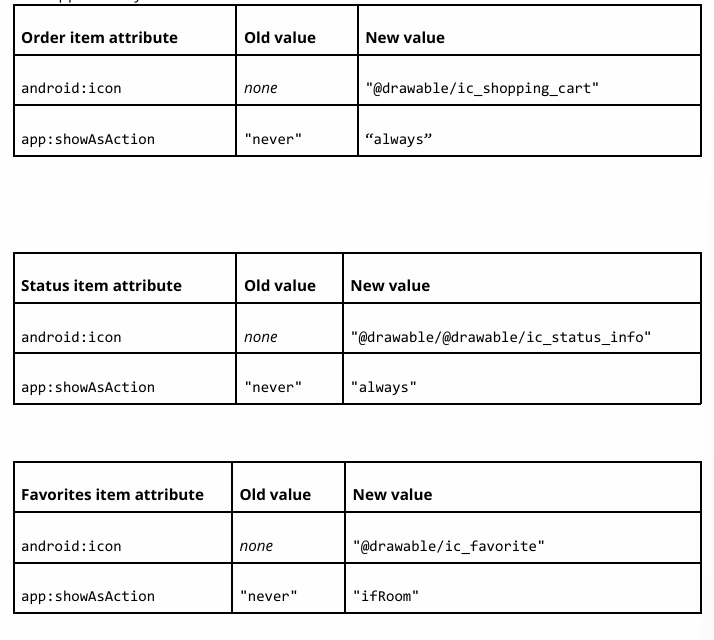 Order item attribute Old value New value
android:icon none "@drawable/ic_shopping_cart"
app:showAsAction "never" “always”
Status item attribute Old value New value
android:icon none "@drawable/@drawable/ic_status_info"
app:showAsAction "never" "always"
Favorites item attribute Old value New value
android:icon none "@drawable/ic_favorite"
app:showAsAction "never" "ifRoom"